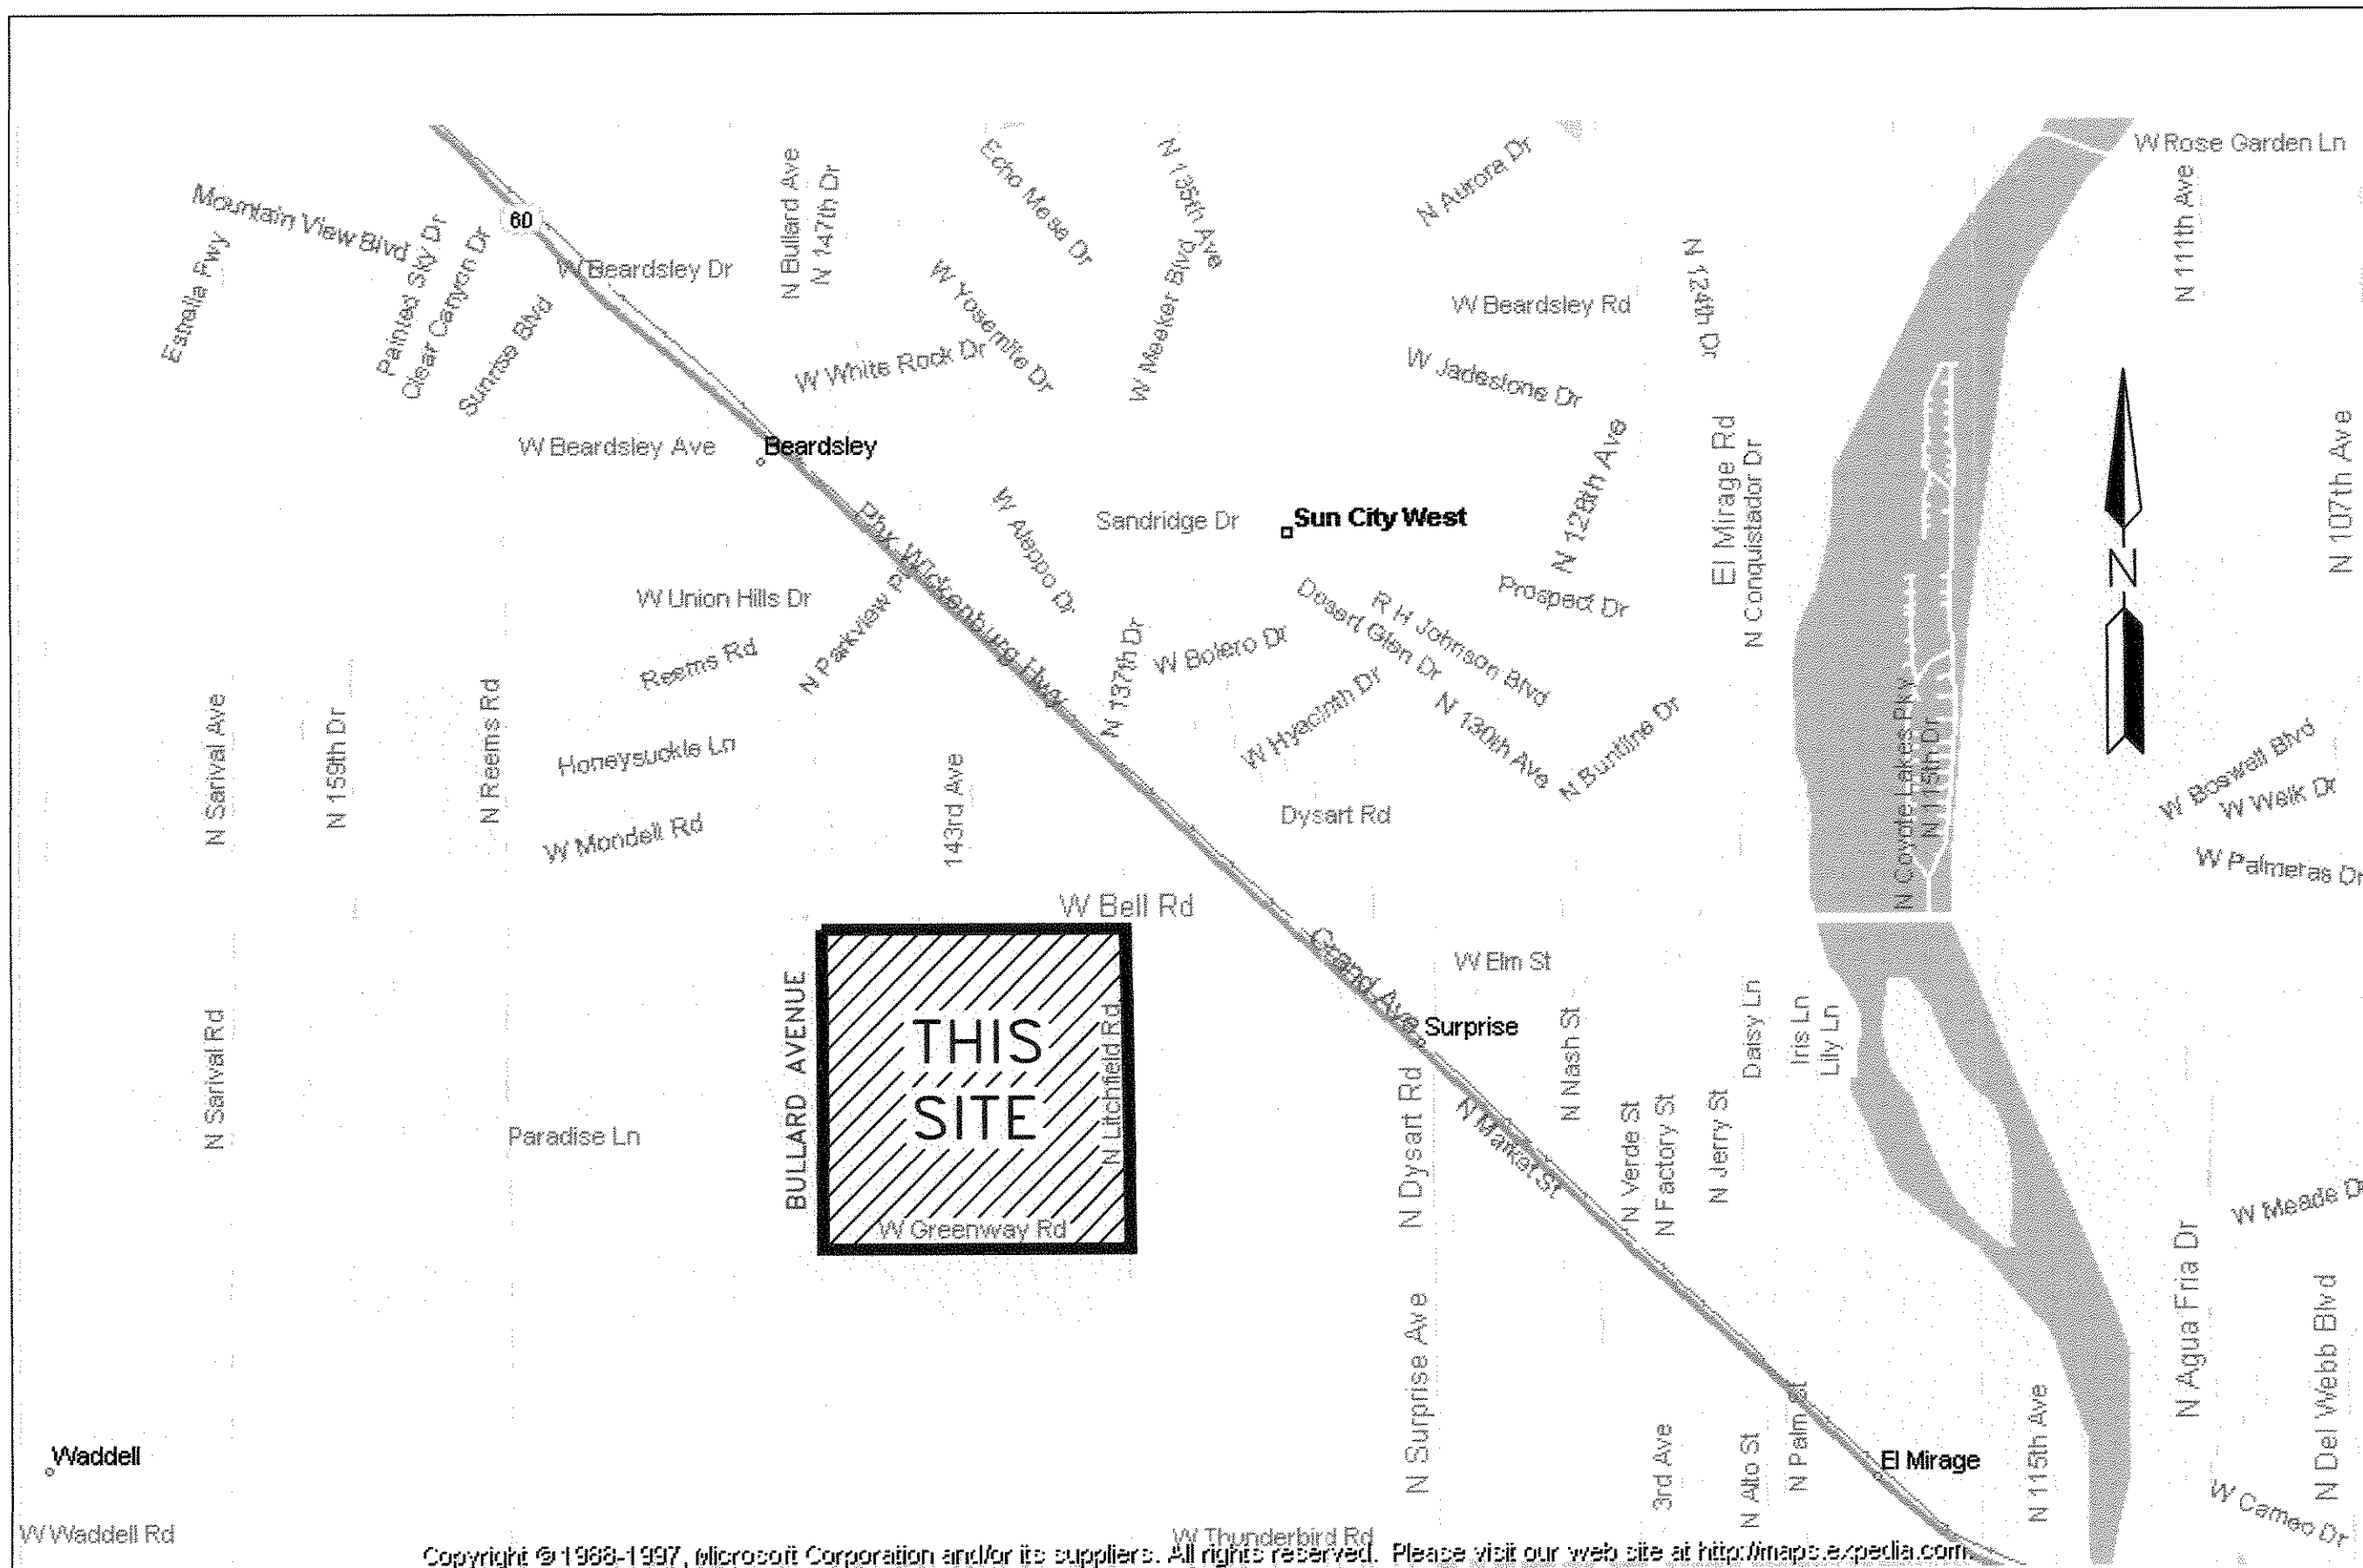 W Rose Garden Ln
Echo Mesa Dr
N 135th Ave
N Aurora Dr
N Bullard Ave
N 147th Dr
N 111th Ave
Mountain View Blvd
60
Estralla Pwy
Painted Sky Dr
Clear Canyon Dr
W Beardsley Dr
W Yosemite Dr
W Meeker Blvd
N 124th Dr
W Beardsley Rd
Sunrise Blvd
W White Rock Dr
W Jadestone Dr
W Beardsley Ave
Beardsley
N 128th Ave
El Mirage Rd
N Conquistador Dr
N 107th Ave
W Aleppo Dr
Sandridge Dr
Sun City West
Phx Wickenburg Hwy
N
W Union Hills Dr
N Parkview Pl
Desert Glen Dr
R H Johnson Blvd
Prospect Dr
Reems Rd
N 137th Dr
W Bolero Dr
N Sarival Ave
N 159th Dr
N Reems Rd
W Hyacinth Dr
N 130th Ave
N Buntline Dr
N Coyote Lakes Pky
N 115th Dr
Honeysuckle Ln
143rd Ave
W Boswell Blvd
W Welk Dr
Dysart Rd
W Mondell Rd
W Palmeras Dr
W Bell Rd
Grand Ave
W Elm St
BULLARD AVENUE
THIS
SITE
N Litchfield Rd
W Greenway Rd
Surprise
N Sarival Rd
Paradise Ln
N Dysart Rd
N Market St
N Nash St
N Verde St
N Factory St
N Jerry St
Daisy Ln
Iris Ln
Lily Ln
W Meade Dr
N Surprise Ave
N Agua Fria Dr
N Del Webb Blvd
3rd Ave
N Alto St
N Palm St
El Mirage
N 115th Ave
Waddell
W Cameo Dr
W Waddell Rd
W Thunderbird Rd
Copyright © 1988-1997, Microsoft Corporation and/or its suppliers. All rights reserved. Please visit our web site at http://maps.expedia.com